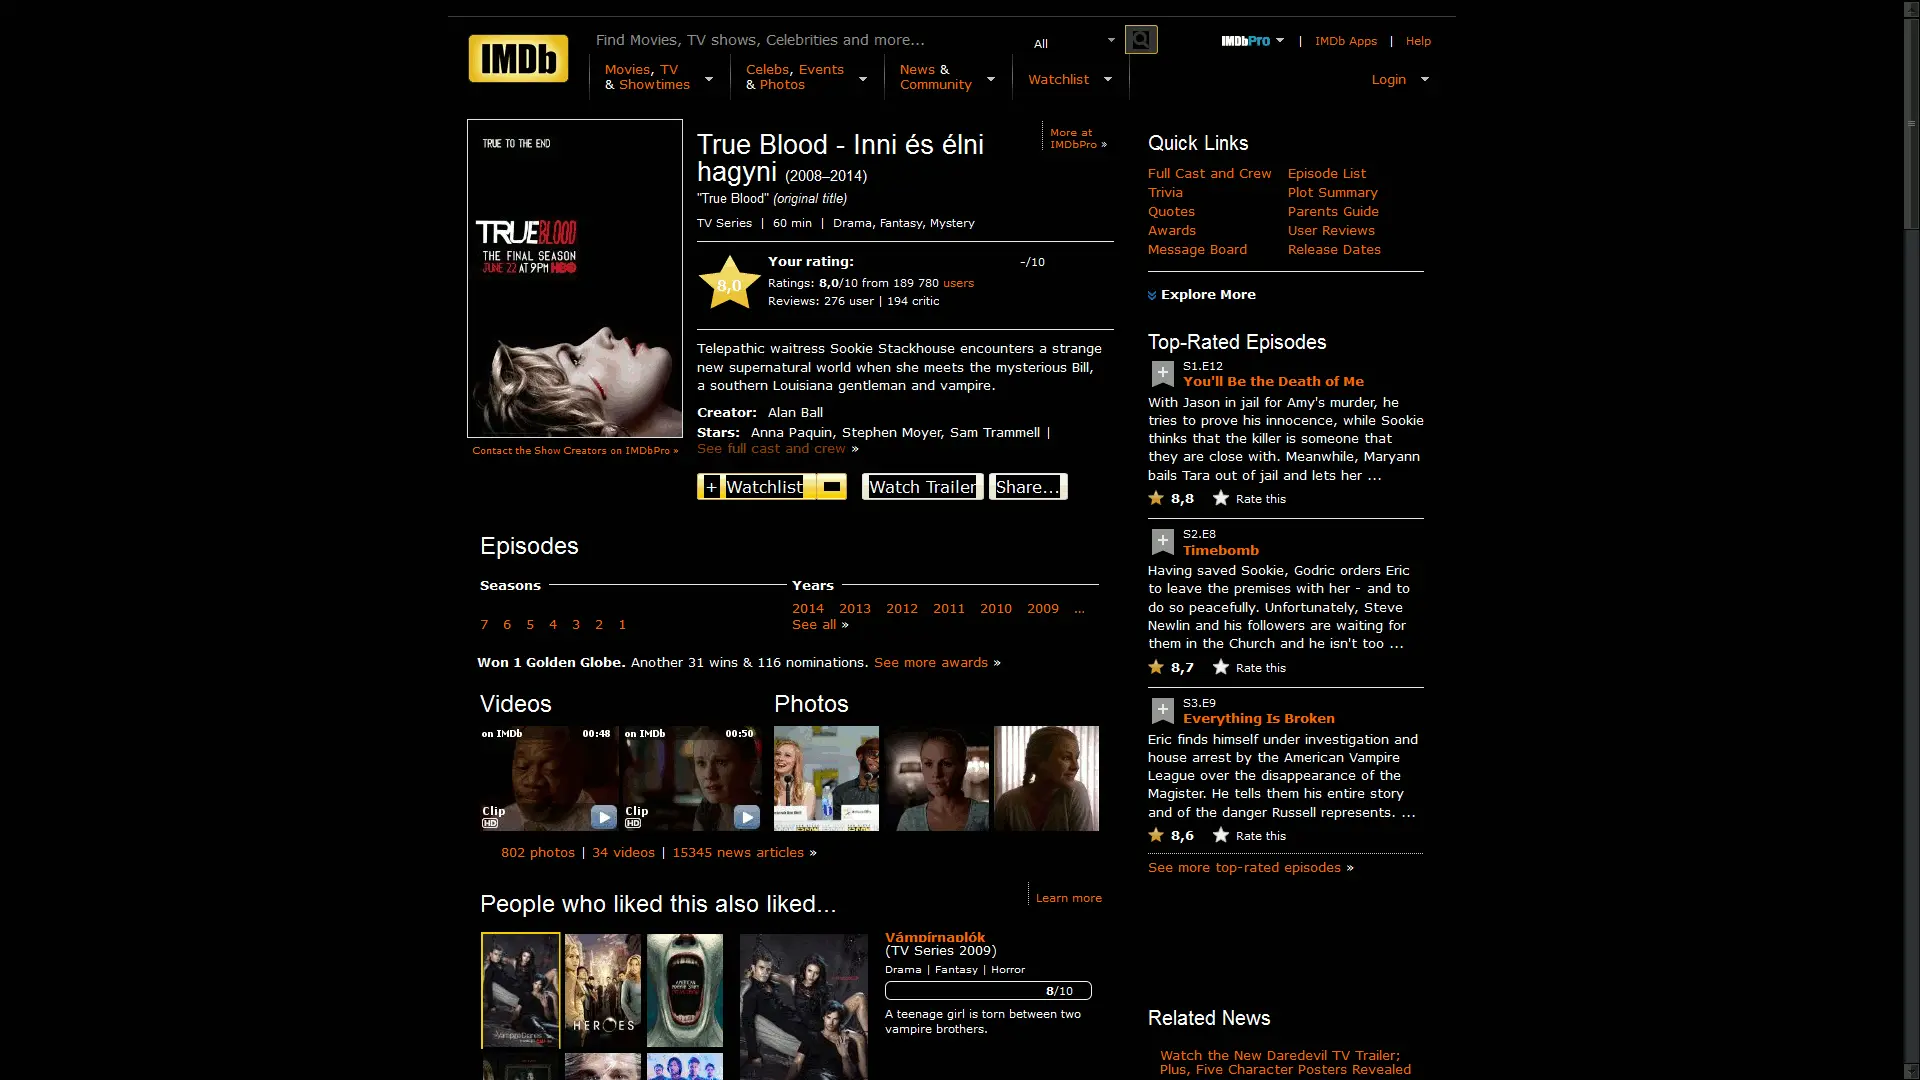 IMDb
Find Movies, TV shows, Celebrities and more...
All
IMDbPro | IMDb Apps | Help
Movies, TV
& Showtimes
Celebs, Events
& Photos
News &
Community
Watchlist
Login
TRUE TO THE END
TRUE BLOOD
THE FINAL SEASON
JUNE 22 AT 9PM HBO
Contact the Show Creators on IMDbPro »
True Blood - Inni és élni
hagyni (2008–2014)
"True Blood" (original title)
TV Series | 60 min | Drama, Fantasy, Mystery
More at
IMDbPro »
8,0
Your rating: -/10
Ratings: 8,0/10 from 189 780 users
Reviews: 276 user | 194 critic
Telepathic waitress Sookie Stackhouse encounters a strange
new supernatural world when she meets the mysterious Bill,
a southern Louisiana gentleman and vampire.
Creator: Alan Ball
Stars: Anna Paquin, Stephen Moyer, Sam Trammell |
See full cast and crew »
+ Watchlist
Watch Trailer
Share...
Episodes
Seasons
7 6 5 4 3 2 1
Years
2014 2013 2012 2011 2010 2009 ...
See all »
Won 1 Golden Globe. Another 31 wins & 116 nominations. See more awards »
Videos
on IMDb 00:48
Clip
HD
on IMDb 00:50
Clip
HD
Photos
802 photos | 34 videos | 15345 news articles »
People who liked this also liked...
Learn more
HEROES
Vámpírnaplók
(TV Series 2009)
Drama | Fantasy | Horror
8/10
A teenage girl is torn between two
vampire brothers.
Quick Links
Full Cast and Crew
Trivia
Quotes
Awards
Message Board
Episode List
Plot Summary
Parents Guide
User Reviews
Release Dates
Explore More
Top-Rated Episodes
S1.E12
You'll Be the Death of Me
With Jason in jail for Amy's murder, he
tries to prove his innocence, while Sookie
thinks that the killer is someone that
they are close with. Meanwhile, Maryann
bails Tara out of jail and lets her ...
8,8 Rate this
S2.E8
Timebomb
Having saved Sookie, Godric orders Eric
to leave the premises with her - and to
do so peacefully. Unfortunately, Steve
Newlin and his followers are waiting for
them in the Church and he isn't too ...
8,7 Rate this
S3.E9
Everything Is Broken
Eric finds himself under investigation and
house arrest by the American Vampire
League over the disappearance of the
Magister. He tells them his entire story
and of the danger Russell represents. ...
8,6 Rate this
See more top-rated episodes »
Related News
Watch the New Daredevil TV Trailer;
Plus, Five Character Posters Revealed